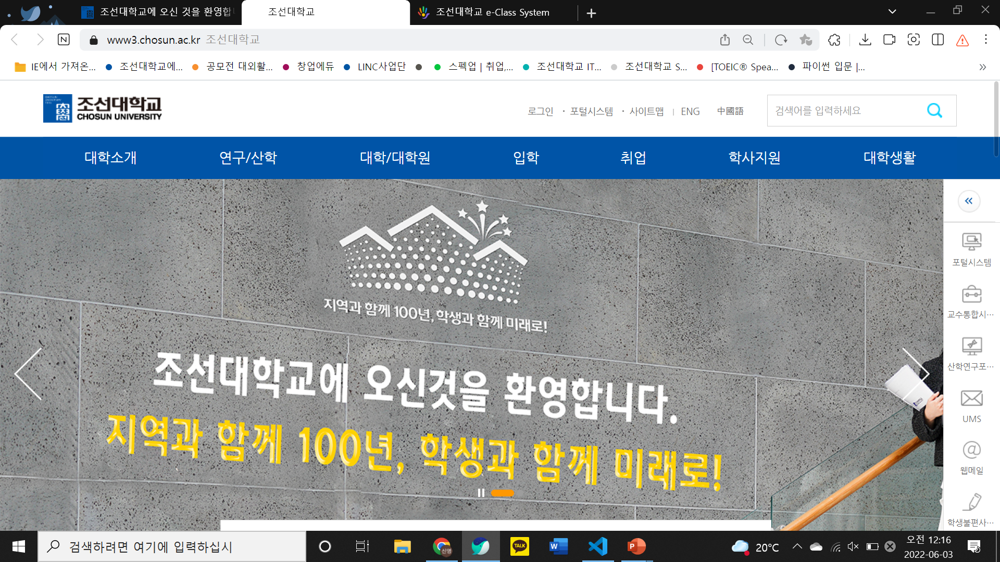 조선대학교에 오신 것을 환영합
조선대학교
조선대학교 e-Class System
N
www3.chosun.ac.kr 조선대학교
IE에서 가져온...
조선대학교에...
공모전 대외활...
창업에듀
LINC사업단
스펙업 | 취업,...
조선대학교 IT...
조선대학교 S...
[TOEIC® Spea...
파이썬 입문 |...
조선대학교
CHOSUN UNIVERSITY
로그인 · 포털시스템 · 사이트맵 | ENG 中國語
검색어를 입력하세요
대학소개 연구/산학 대학/대학원 입학 취업 학사지원 대학생활
지역과 함께 100년, 학생과 함께 미래로!
조선대학교에 오신것을 환영합니다.
지역과 함께 100년, 학생과 함께 미래로!
포털시스템
교수통합시…
산학연구포…
UMS
웹메일
학생불편사…
검색하려면 여기에 입력하십시
신영
TALK
W
P
20°C
오전 12:16
2022-06-03